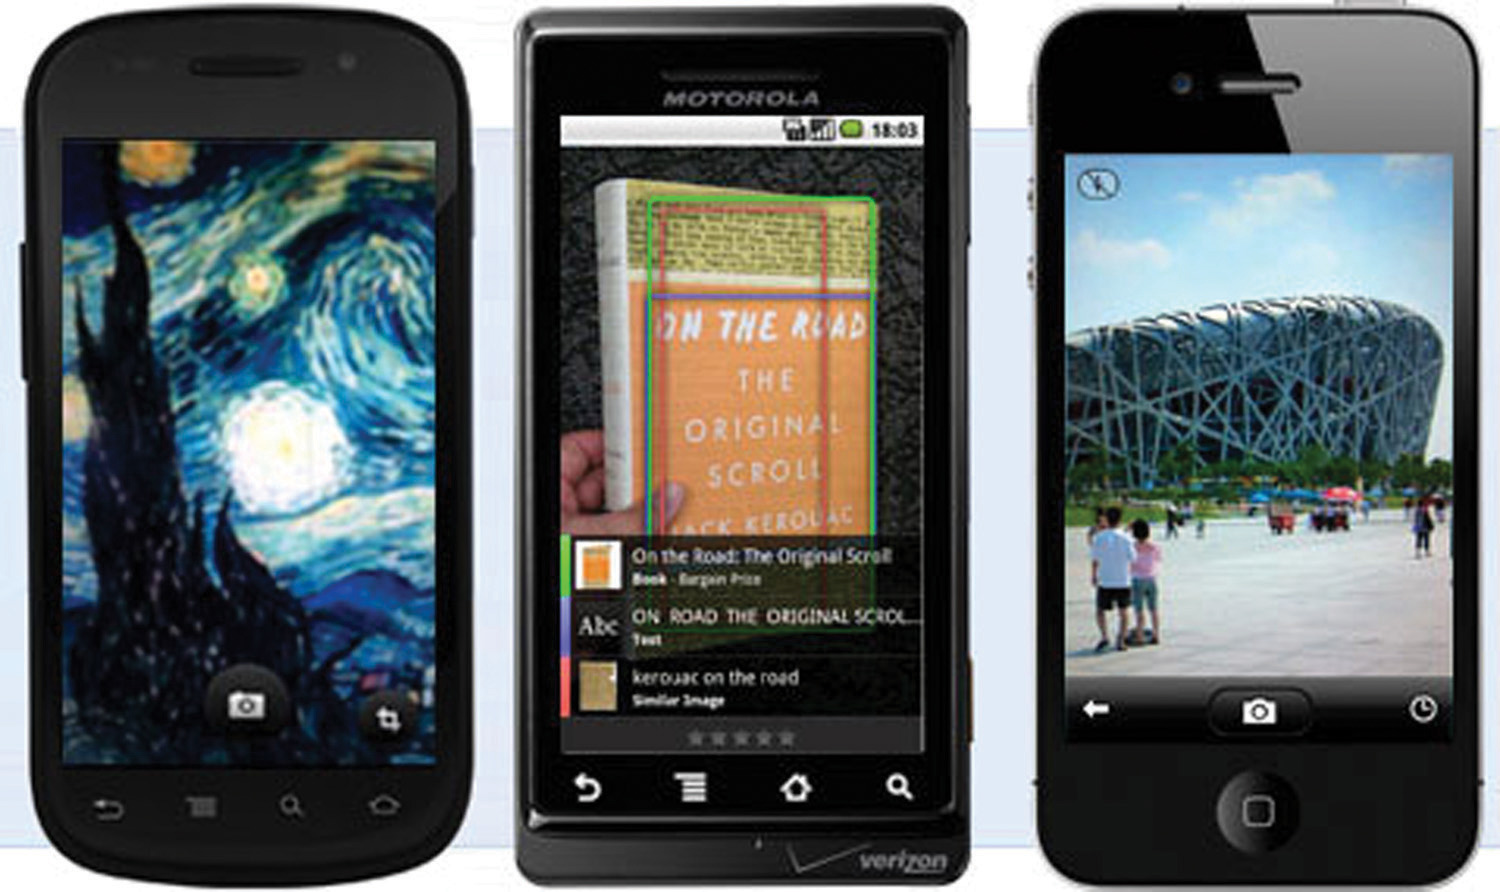 MOTOROLA
18:03
ON THE ROAD
THE
ORIGINAL
SCROLL
JACK KEROUAC
On the Road: The Original Scroll
Book - Bargain Price
Abc
ON ROAD THE ORIGINAL SCROL...
Text
kerouac on the road
Similar Image
verizon